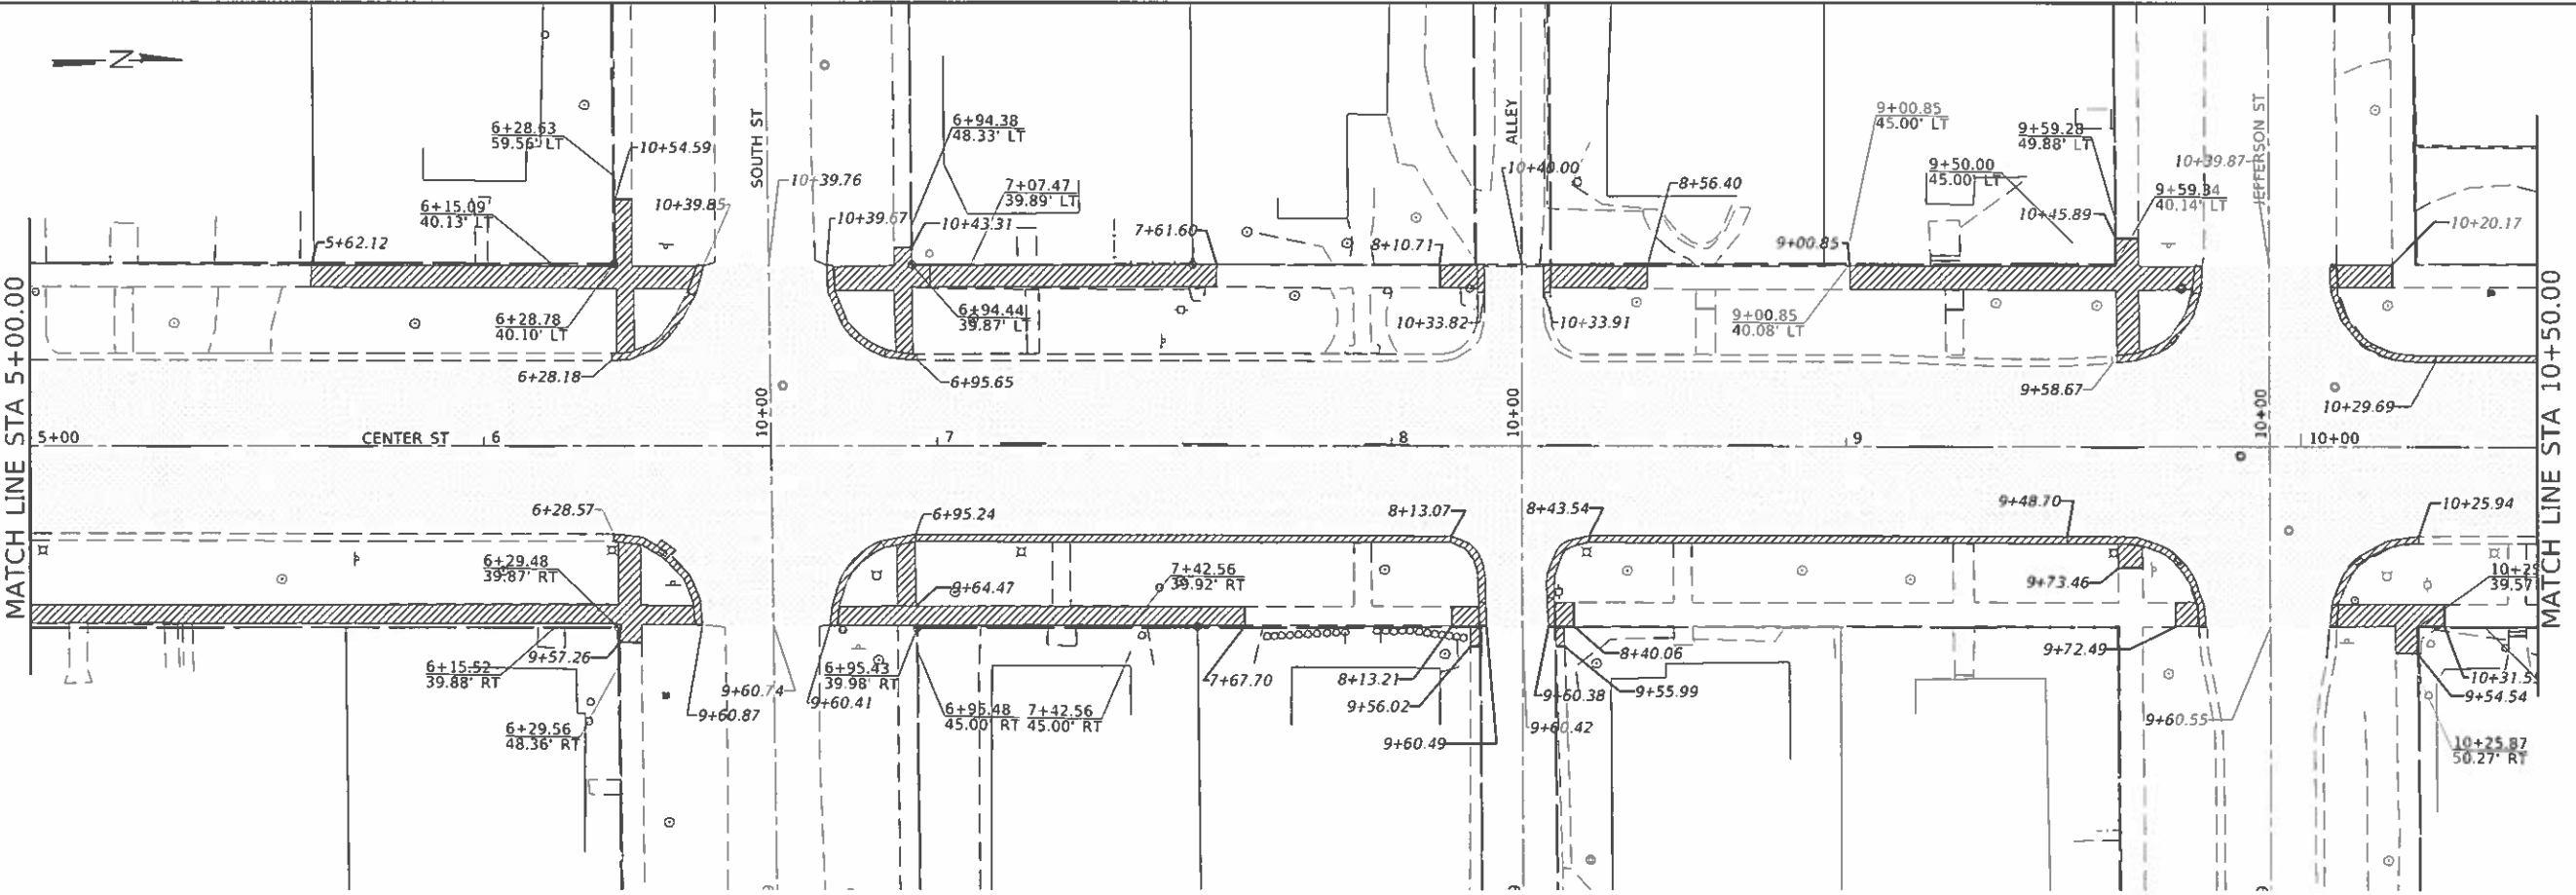 N
6+28.63
59.56' LT
10+54.59
SOUTH ST
10+39.76
6+94.38
48.33' LT
7+07.47
39.89' LT
6+15.09
40.13' LT
10+39.85
10+39.67
10+43.31
5+62.12
7+61.60
8+10.71
ALLEY
10+40.00
8+56.40
9+00.85
45.00' LT
9+50.00
45.00' LT
9+59.28
49.88' LT
10+39.87
JEFFERSON ST
9+59.34
40.14' LT
10+45.89
10+20.17
9+00.85
6+28.78
40.10' LT
6+94.44
39.87' LT
10+33.82
10+33.91
9+00.85
40.08' LT
6+28.18
6+95.65
9+58.67
10+29.69
MATCH LINE STA 5+00.00
MATCH LINE STA 10+50.00
10+00
10+00
10+00
5+00
CENTER ST
6
7
8
9
10+00
6+28.57
6+95.24
8+13.07
8+43.54
9+48.70
10+25.94
6+29.48
39.87' RT
9+64.47
7+42.56
39.92' RT
9+73.46
39.57'
6+15.52
39.88' RT
9+57.26
9+60.74
9+60.87
9+60.41
6+95.43
39.98' RT
6+95.48
45.00' RT
7+42.56
45.00' RT
7+67.70
8+13.21
9+56.02
9+60.49
9+60.38
9+60.42
9+55.99
8+40.06
9+72.49
9+60.55
9+54.54
6+29.56
48.36' RT
10+25.87
50.27' RT